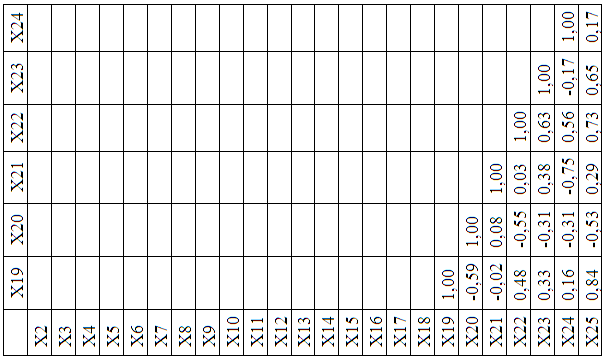 X19 X20 X21 X22 X23 X24
X2
X3
X4
X5
X6
X7
X8
X9
X10
X11
X12
X13
X14
X15
X16
X17
X18
X19 1,00
X20 -0,59 1,00
X21 -0,02 0,08 1,00
X22 0,48 -0,55 0,03 1,00
X23 0,33 -0,31 0,38 0,63 1,00
X24 0,16 -0,31 -0,75 0,56 -0,17 1,00
X25 0,84 -0,53 0,29 0,73 0,65 0,17